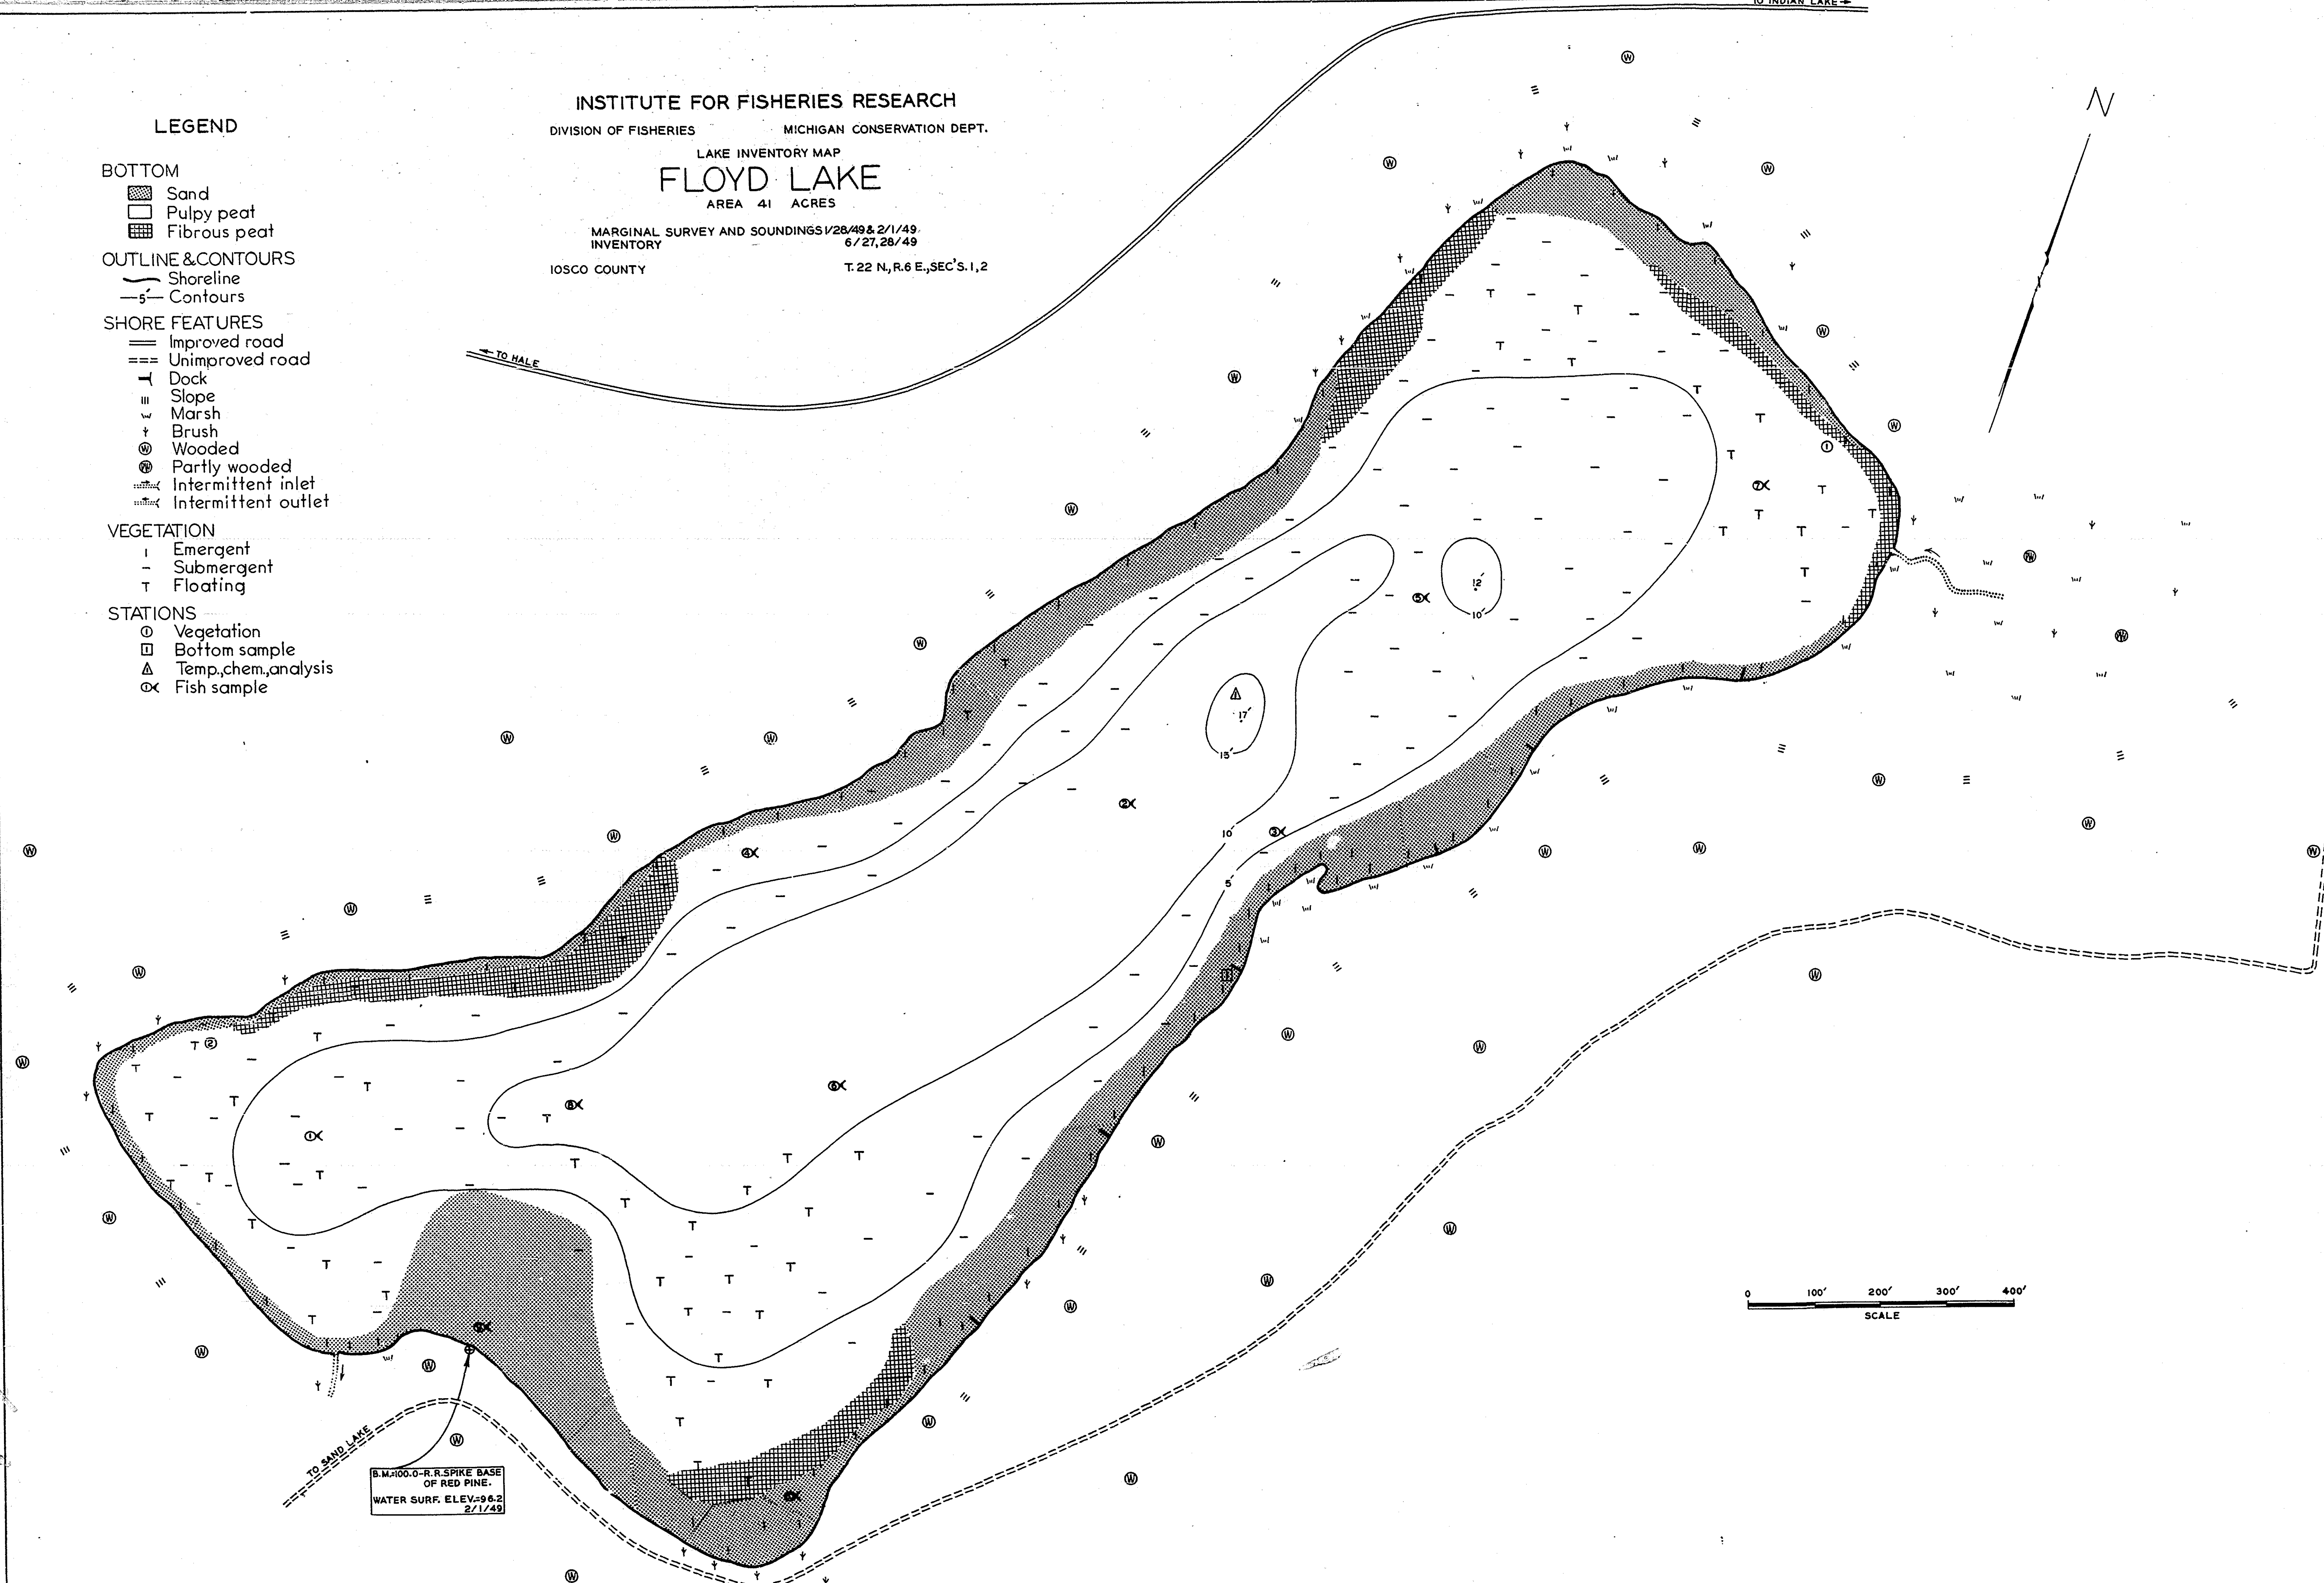 TO INDIAN LAKE
INSTITUTE FOR FISHERIES RESEARCH
DIVISION OF FISHERIES MICHIGAN CONSERVATION DEPT.
LAKE INVENTORY MAP
FLOYD LAKE
AREA 41 ACRES
MARGINAL SURVEY AND SOUNDINGS 1/28/49 & 2/1/49
INVENTORY 6/27,28/49
IOSCO COUNTY T. 22 N., R.6 E., SEC'S. 1, 2
LEGEND
BOTTOM
Sand
Pulpy peat
Fibrous peat
OUTLINE & CONTOURS
Shoreline
5' Contours
SHORE FEATURES
Improved road
Unimproved road
Dock
Slope
Marsh
Brush
W Wooded
PW Partly wooded
Intermittent inlet
Intermittent outlet
VEGETATION
Emergent
Submergent
T Floating
STATIONS
1 Vegetation
1 Bottom sample
1 Temp., chem., analysis
1 Fish sample
N
TO HALE
12'
10'
17'
15'
10'
5'
0 100' 200' 300' 400'
SCALE
TO SAND LAKE
B.M.=100.0-R.R. SPIKE BASE
OF RED PINE.
WATER SURF. ELEV.=96.2
2/1/49